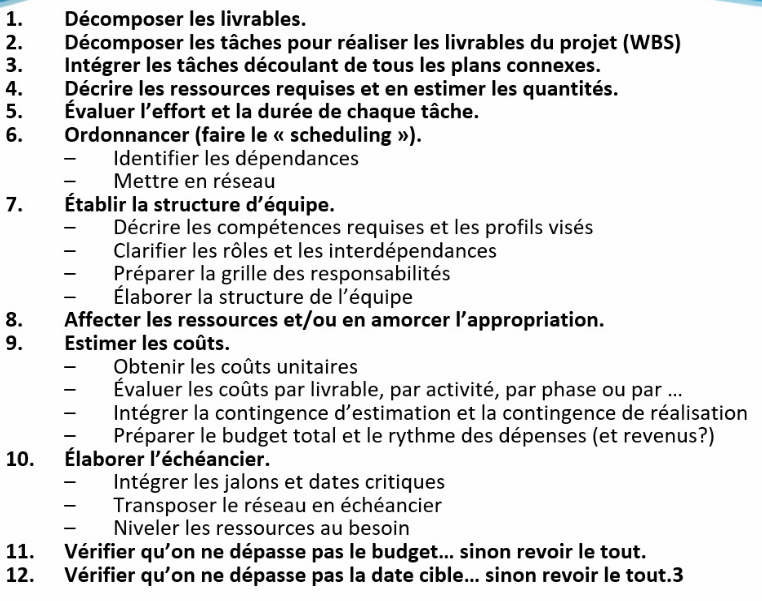 1. Décomposer les livrables.
2. Décomposer les tâches pour réaliser les livrables du projet (WBS)
3. Intégrer les tâches découlant de tous les plans connexes.
4. Décrire les ressources requises et en estimer les quantités.
5. Évaluer l’effort et la durée de chaque tâche.
6. Ordonnancer (faire le « scheduling »).
– Identifier les dépendances
– Mettre en réseau
7. Établir la structure d’équipe.
– Décrire les compétences requises et les profils visés
– Clarifier les rôles et les interdépendances
– Préparer la grille des responsabilités
– Élaborer la structure de l’équipe
8. Affecter les ressources et/ou en amorcer l’appropriation.
9. Estimer les coûts.
– Obtenir les coûts unitaires
– Évaluer les coûts par livrable, par activité, par phase ou par ...
– Intégrer la contingence d’estimation et la contingence de réalisation
– Préparer le budget total et le rythme des dépenses (et revenus?)
10. Élaborer l’échéancier.
– Intégrer les jalons et dates critiques
– Transposer le réseau en échéancier
– Niveler les ressources au besoin
11. Vérifier qu’on ne dépasse pas le budget… sinon revoir le tout.
12. Vérifier qu’on ne dépasse pas la date cible… sinon revoir le tout.3